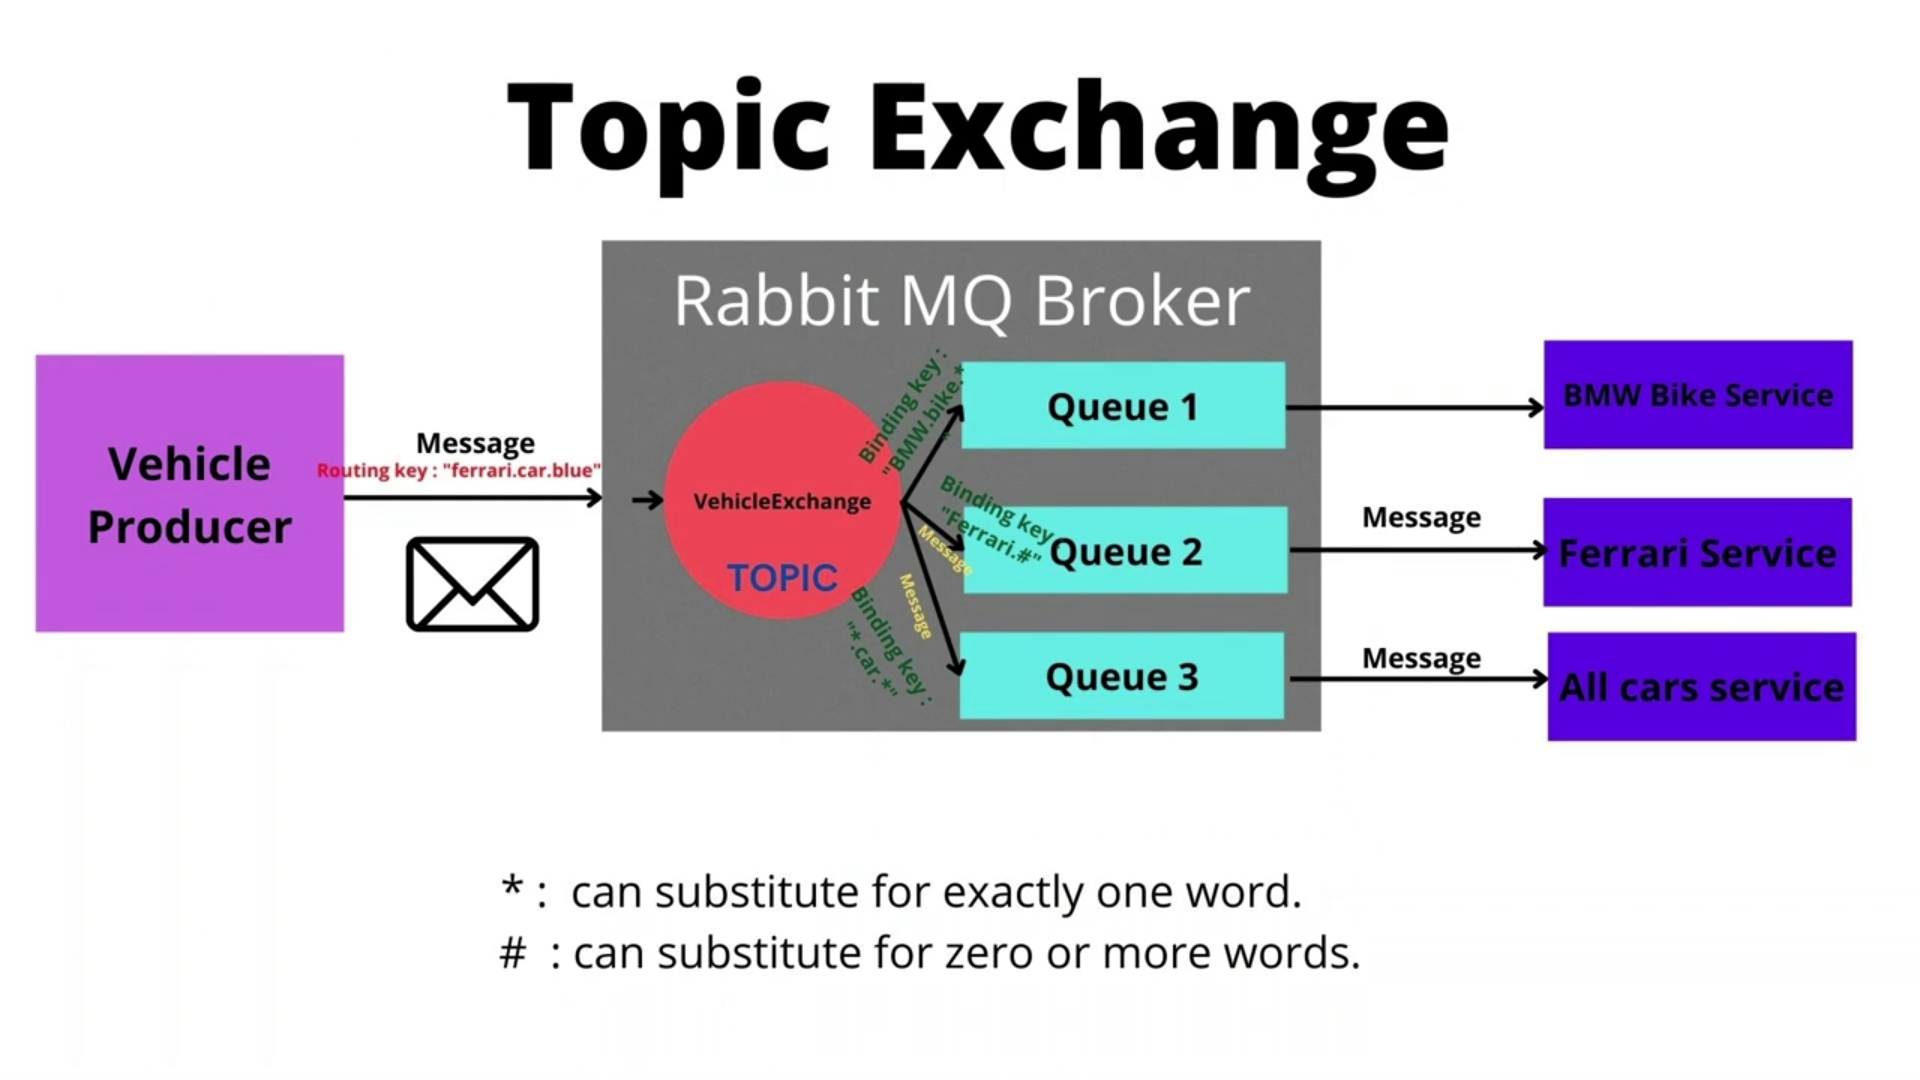 Topic Exchange
Rabbit MQ Broker
Vehicle
Producer
Message
Routing key : "ferrari.car.blue"
VehicleExchange
TOPIC
Binding key :
"BMW.bike.*"
Binding key
"Ferrari.#"
Message
Message
Binding key :
"*.car.*"
Queue 1
Queue 2
Queue 3
BMW Bike Service
Message
Ferrari Service
Message
All cars service
* : can substitute for exactly one word.
# : can substitute for zero or more words.